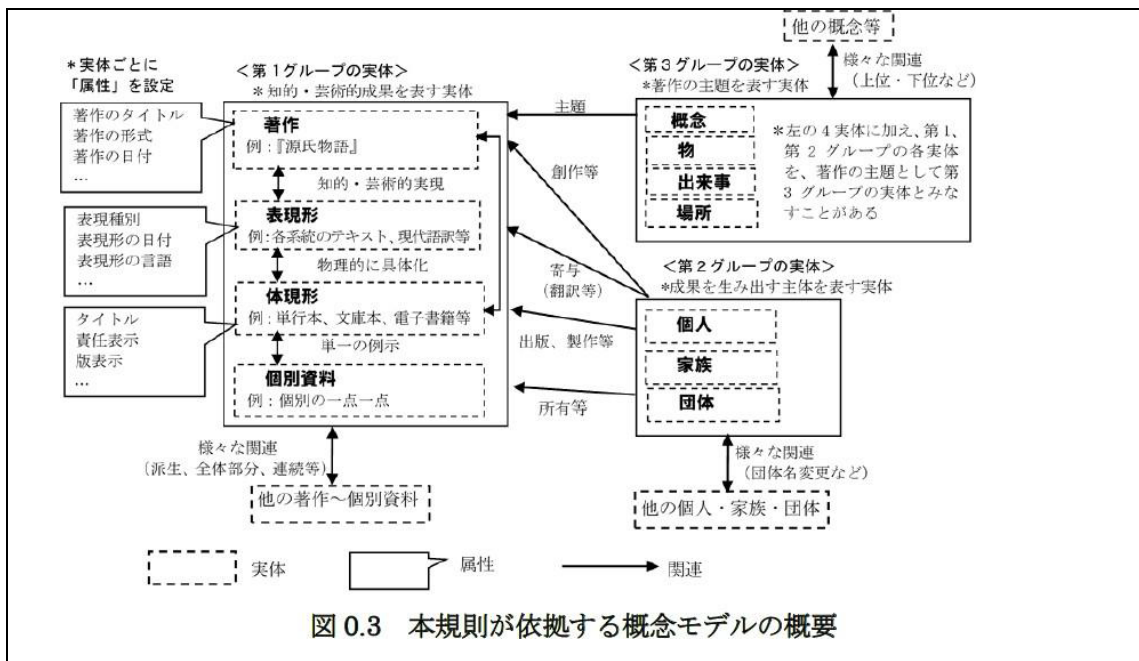 *実体ごとに
「属性」を設定
著作のタイトル
著作の形式
著作の日付
…
表現種別
表現形の日付
表現形の言語
…
タイトル
責任表示
版表示
…
<第1グループの実体>
*知的・芸術的成果を表す実体
著作
例:『源氏物語』
知的・芸術的実現
表現形
例:各系統のテキスト、現代語訳等
物理的に具体化
体現形
例:単行本、文庫本、電子書籍等
単一の例示
個別資料
例:個別の一点一点
様々な関連
(派生、全体部分、連続等)
他の著作~個別資料
主題
創作等
寄与
(翻訳等)
出版、製作等
所有等
他の概念等
様々な関連
(上位・下位など)
<第3グループの実体>
*著作の主題を表す実体
概念
物
出来事
場所
*左の4実体に加え、第1、
第2グループの各実体
を、著作の主題として第
3グループの実体とみな
すことがある
<第2グループの実体>
*成果を生み出す主体を表す実体
個人
家族
団体
様々な関連
(団体名変更など)
他の個人・家族・団体
実体
属性
関連
図 0.3 本規則が依拠する概念モデルの概要